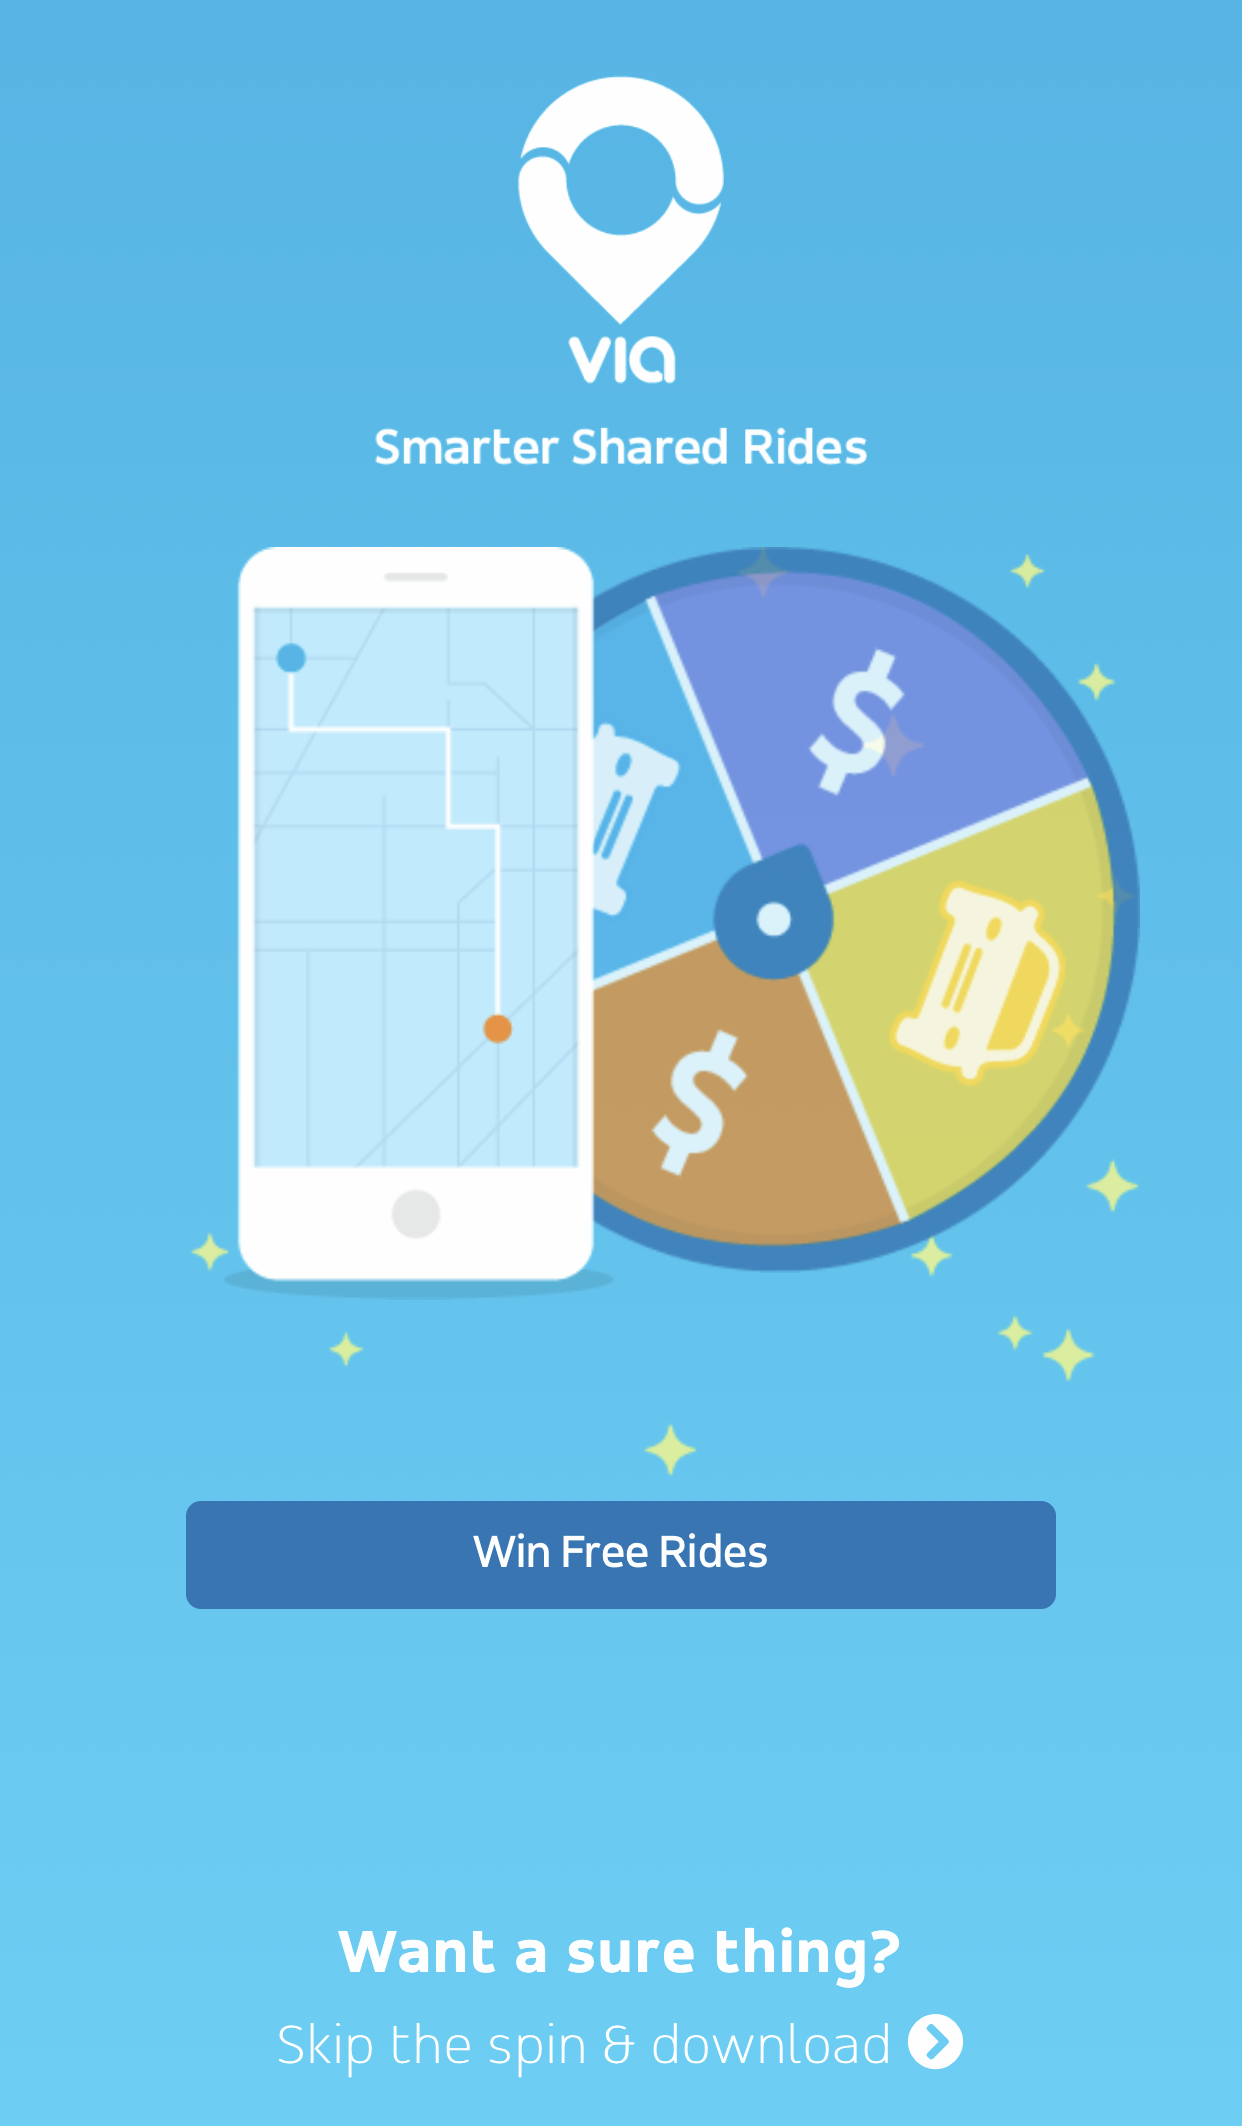 via
Smarter Shared Rides
$
$
Win Free Rides
Want a sure thing?
Skip the spin & download